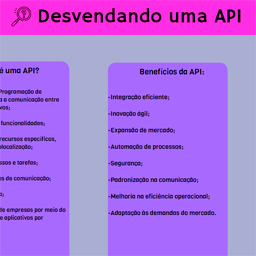 Desvendando uma API
é uma API?
Programação de
a e comunicação entre
vos;
funcionalidades;
recursos específicos,
olocalização;
ssos e tarefas;
es de comunicação;
a;
de empresas por meio da
e aplicativos por
Benefícios da API:
-Integração eficiente;
-Inovação ágil;
-Expansão de mercado;
-Automação de processos;
-Segurança;
-Padronização na comunicação;
-Melhoria na eficiência operacional;
-Adaptação às demandas do mercado.